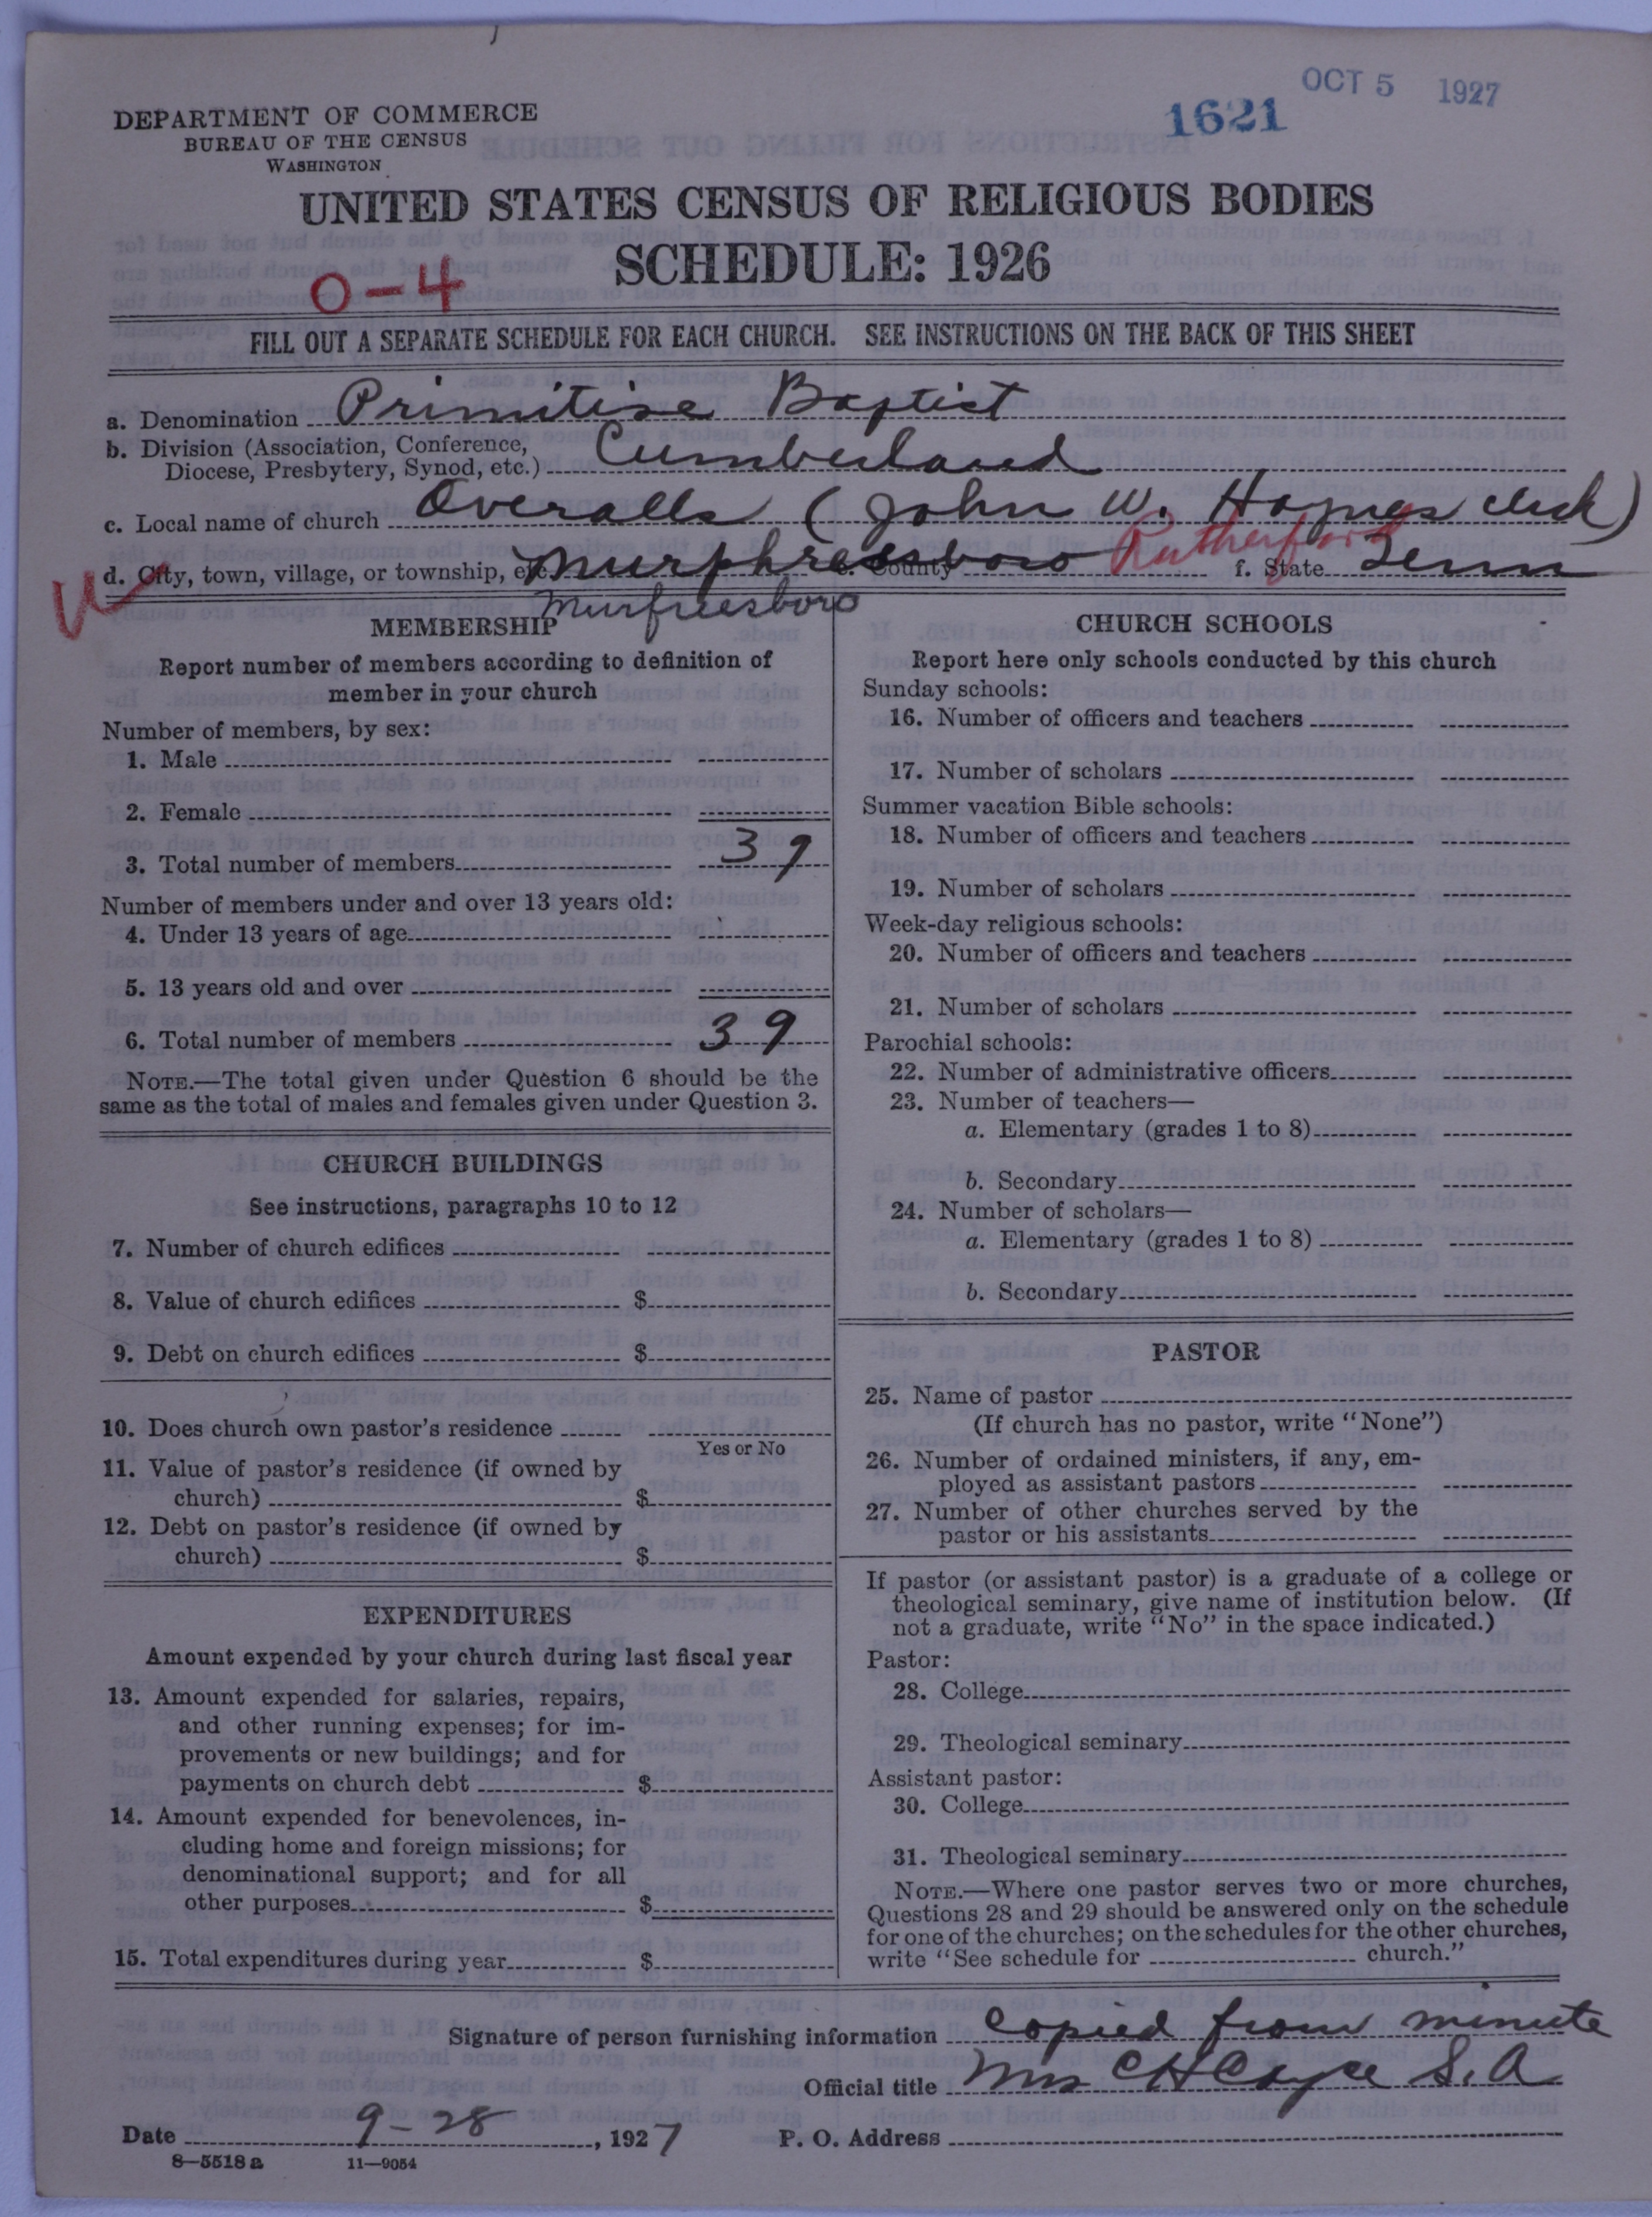 OCT 5 1927
1621
DEPARTMENT OF COMMERCE
BUREAU OF THE CENSUS
WASHINGTON
UNITED STATES CENSUS OF RELIGIOUS BODIES
SCHEDULE: 1926
0-4
FILL OUT A SEPARATE SCHEDULE FOR EACH CHURCH. SEE INSTRUCTIONS ON THE BACK OF THIS SHEET
a. Denomination Primitive Baptist
b. Division (Association, Conference,
Diocese, Presbytery, Synod, etc.) Cumberland
c. Local name of church Overalls (John W. Haynes clerk)
d. City, town, village, or township, etc. Murphreesboro e. County Rutherford f. State Tenn
Murfreesboro
MEMBERSHIP
Report number of members according to definition of
member in your church
Number of members, by sex:
1. Male
2. Female
3. Total number of members 39
Number of members under and over 13 years old:
4. Under 13 years of age
5. 13 years old and over
6. Total number of members 39
NOTE.—The total given under Question 6 should be the
same as the total of males and females given under Question 3.
CHURCH BUILDINGS
See instructions, paragraphs 10 to 12
7. Number of church edifices
8. Value of church edifices $
9. Debt on church edifices $
10. Does church own pastor's residence
Yes or No
11. Value of pastor's residence (if owned by
church) $
12. Debt on pastor's residence (if owned by
church) $
EXPENDITURES
Amount expended by your church during last fiscal year
13. Amount expended for salaries, repairs,
and other running expenses; for im-
provements or new buildings; and for
payments on church debt $
14. Amount expended for benevolences, in-
cluding home and foreign missions; for
denominational support; and for all
other purposes $
15. Total expenditures during year $
CHURCH SCHOOLS
Report here only schools conducted by this church
Sunday schools:
16. Number of officers and teachers
17. Number of scholars
Summer vacation Bible schools:
18. Number of officers and teachers
19. Number of scholars
Week-day religious schools:
20. Number of officers and teachers
21. Number of scholars
Parochial schools:
22. Number of administrative officers
23. Number of teachers—
a. Elementary (grades 1 to 8)
b. Secondary
24. Number of scholars—
a. Elementary (grades 1 to 8)
b. Secondary
PASTOR
25. Name of pastor
(If church has no pastor, write "None")
26. Number of ordained ministers, if any, em-
ployed as assistant pastors
27. Number of other churches served by the
pastor or his assistants
If pastor (or assistant pastor) is a graduate of a college or
theological seminary, give name of institution below. (If
not a graduate, write "No" in the space indicated.)
Pastor:
28. College
29. Theological seminary
Assistant pastor:
30. College
31. Theological seminary
NOTE.—Where one pastor serves two or more churches,
Questions 28 and 29 should be answered only on the schedule
for one of the churches; on the schedules for the other churches,
write "See schedule for church."
Signature of person furnishing information Copied from minute
Official title Mrs C H Cayce S. A
Date 9-28, 1927 P. O. Address
8-5518a 11-9054